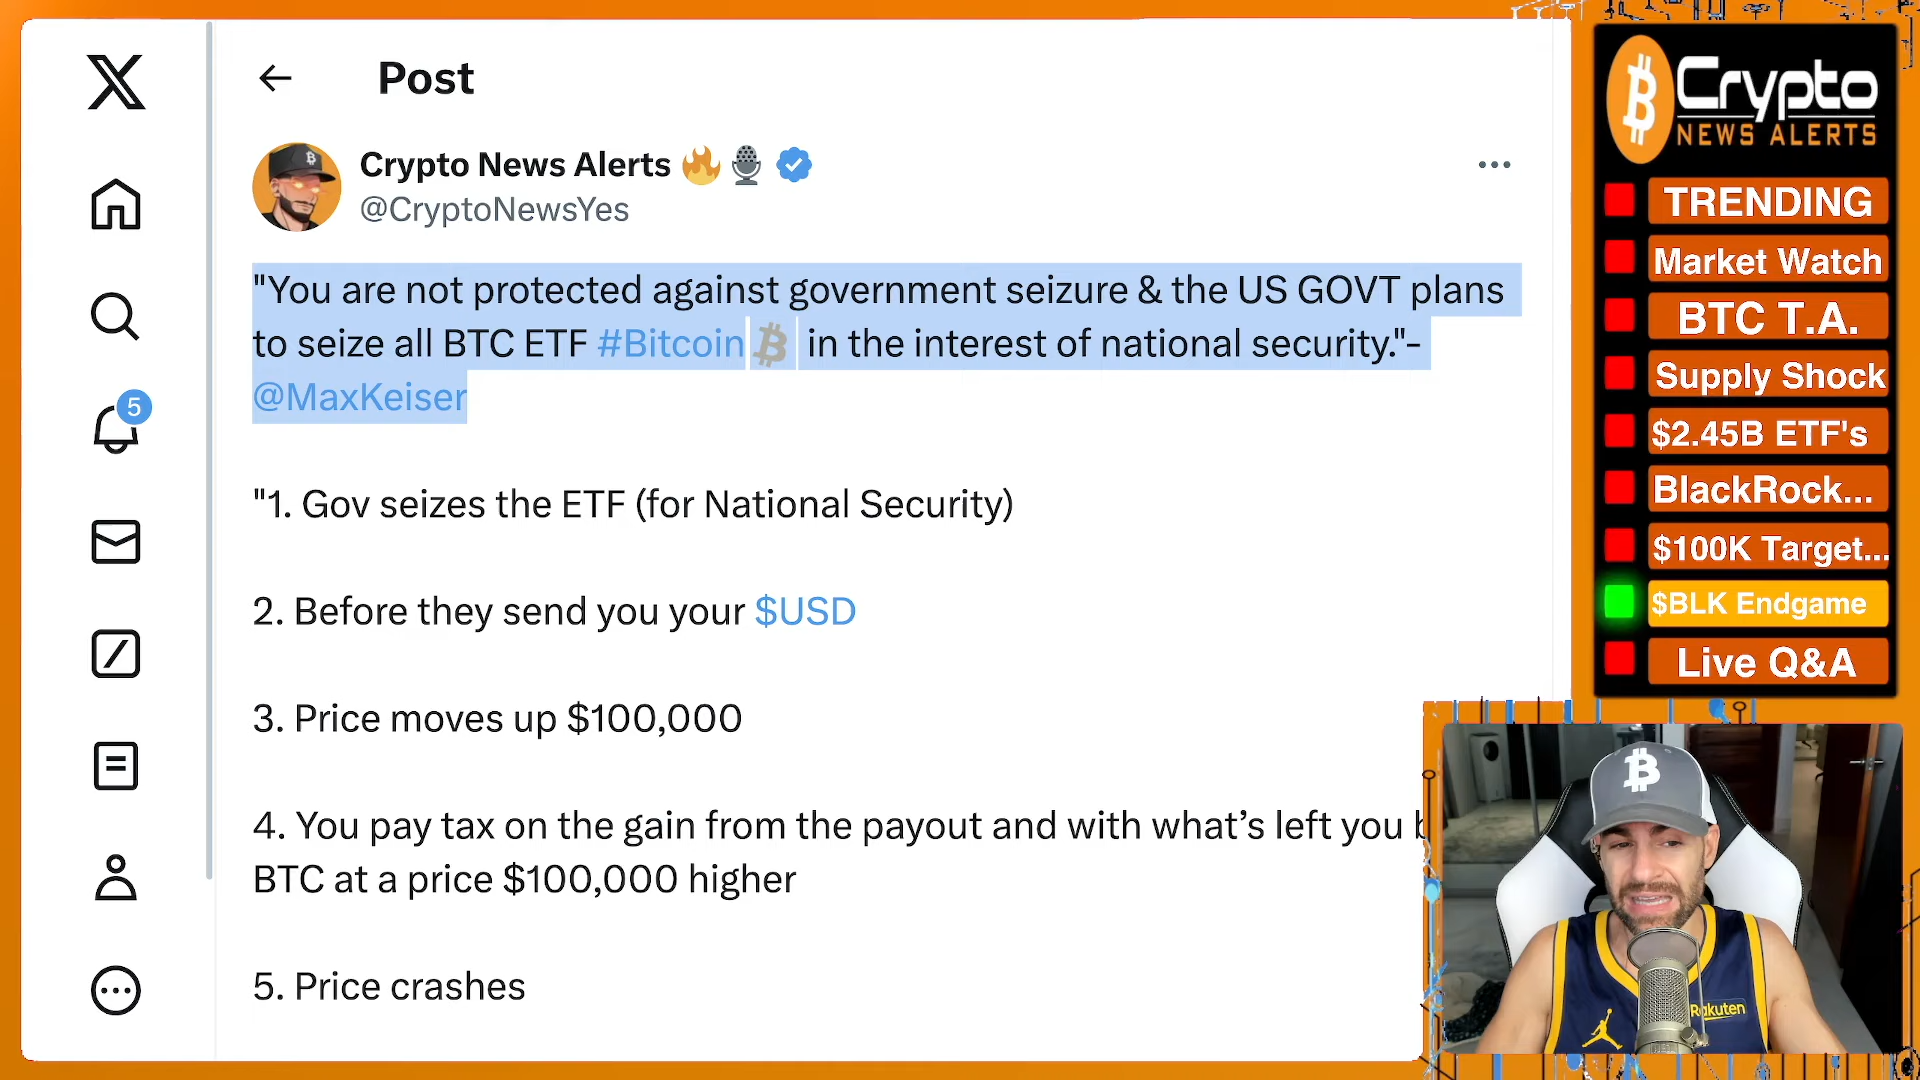 Post
Crypto News Alerts
@CryptoNewsYes
"You are not protected against government seizure & the US GOVT plans
to seize all BTC ETF #Bitcoin in the interest of national security."-
@MaxKeiser
"1. Gov seizes the ETF (for National Security)
2. Before they send you your $USD
3. Price moves up $100,000
4. You pay tax on the gain from the payout and with what’s left you
BTC at a price $100,000 higher
5. Price crashes
5
Crypto
NEWS ALERTS
TRENDING
Market Watch
BTC T.A.
Supply Shock
$2.45B ETF's
BlackRock...
$100K Target...
$BLK Endgame
Live Q&A
Rakuten